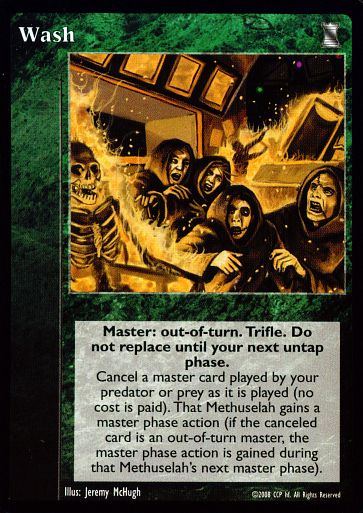 Wash
Master: out-of-turn. Trifle. Do
not replace until your next untap
phase.
Cancel a master card played by your
predator or prey as it is played (no
cost is paid). That Methuselah gains a
master phase action (if the canceled
card is an out-of-turn master, the
master phase action is gained during
that Methuselah's next master phase).
Illus: Jeremy McHugh
©2008 CCP hf. All Rights Reserved